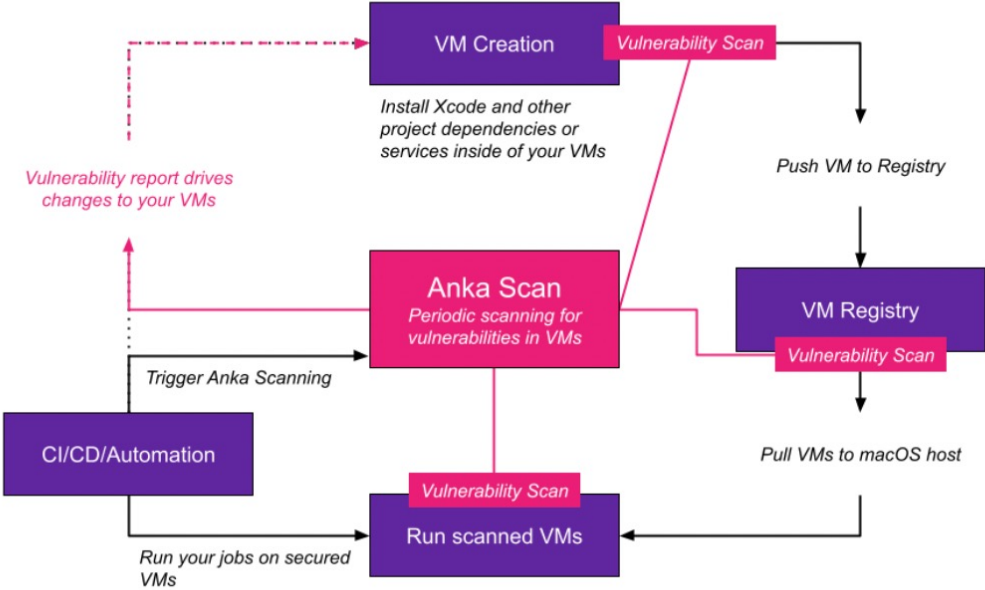 VM Creation
Vulnerability Scan
Install Xcode and other
project dependencies or
services inside of your VMs
Push VM to Registry
Vulnerability report drives
changes to your VMs
Anka Scan
Periodic scanning for
vulnerabilities in VMs
VM Registry
Vulnerability Scan
Trigger Anka Scanning
CI/CD/Automation
Pull VMs to macOS host
Vulnerability Scan
Run scanned VMs
Run your jobs on secured
VMs